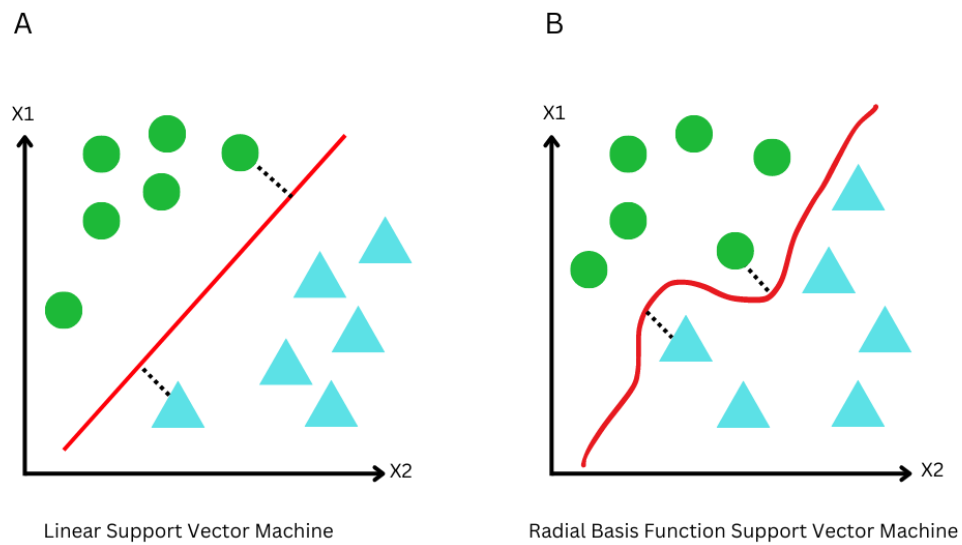 A
B
X1
X1
X2
X2
Linear Support Vector Machine
Radial Basis Function Support Vector Machine